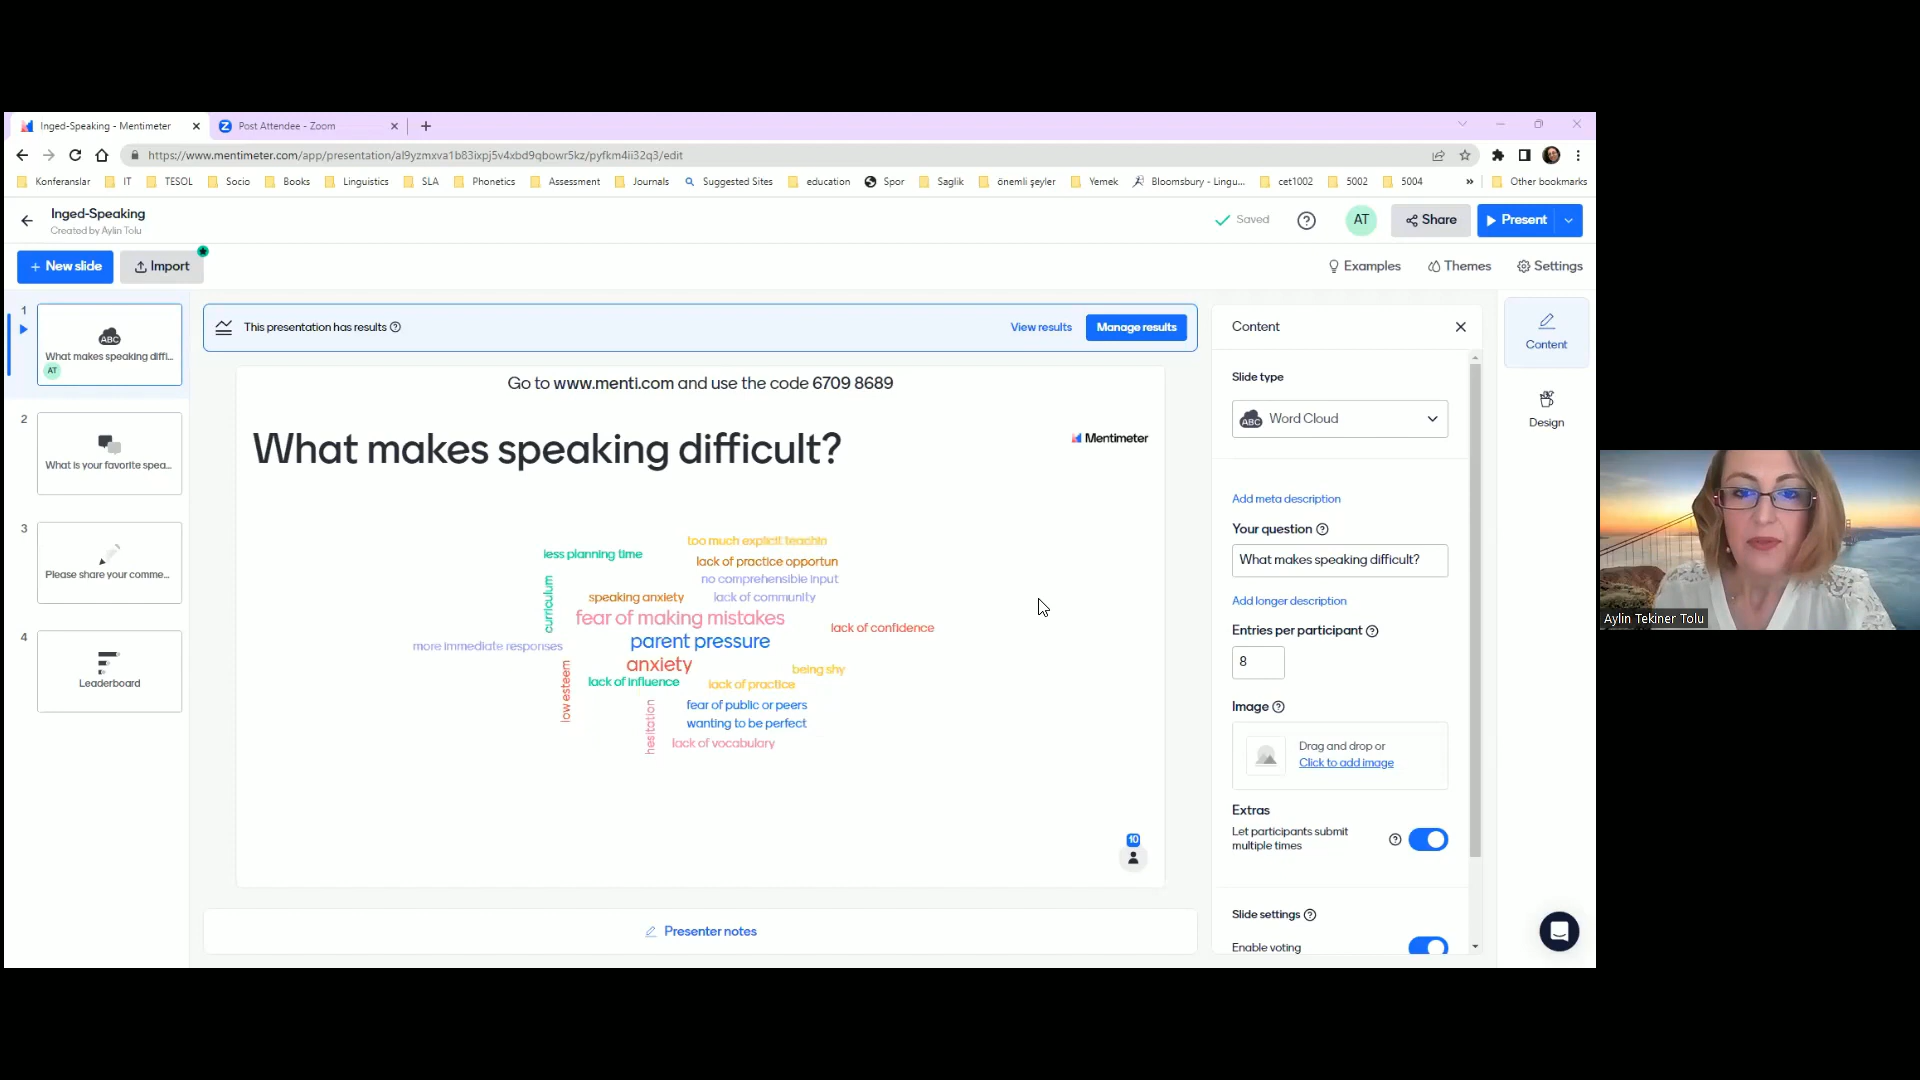 Inged-Speaking - Mentimeter
Post Attendee - Zoom
https://www.mentimeter.com/app/presentation/al9yzmxva1b83ixpj5v4xbd9qbowr5kz/pyfkm4ii32q3/edit
Konferanslar IT TESOL Socio Books Linguistics SLA Phonetics Assessment Journals Suggested Sites education Spor Saglik önemli şeyler Yemek Bloomsbury - Lingu... cet1002 5002 5004 » Other bookmarks
Inged-Speaking
Created by Aylin Tolu
Saved
AT
Share
Present
+ New slide
Import
Examples
Themes
Settings
1
ABC
What makes speaking diffi...
AT
2
What is your favorite spea...
3
Please share your comme...
4
Leaderboard
This presentation has results
View results
Manage results
Go to www.menti.com and use the code 6709 8689
What makes speaking difficult?
Mentimeter
too much explicit teachin
less planning time
lack of practice opportun
no comprehensible input
curriculum
speaking anxiety
lack of community
fear of making mistakes
lack of confidence
parent pressure
more immediate responses
anxiety
being shy
low esteem
lack of influence
lack of practice
hesitation
fear of public or peers
wanting to be perfect
lack of vocabulary
10
Presenter notes
Content
Slide type
ABC
Word Cloud
Add meta description
Your question
What makes speaking difficult?
Add longer description
Entries per participant
8
Image
Drag and drop or
Click to add image
Extras
Let participants submit
multiple times
Slide settings
Enable voting
Content
Design
Aylin Tekiner Tolu